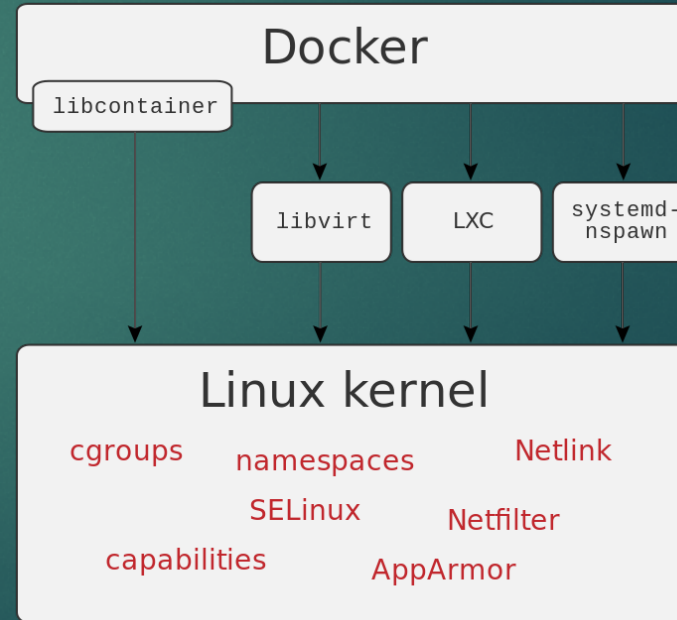 Docker
libcontainer
libvirt
LXC
systemd-
nspawn
Linux kernel
cgroups
namespaces
Netlink
SELinux
Netfilter
capabilities
AppArmor